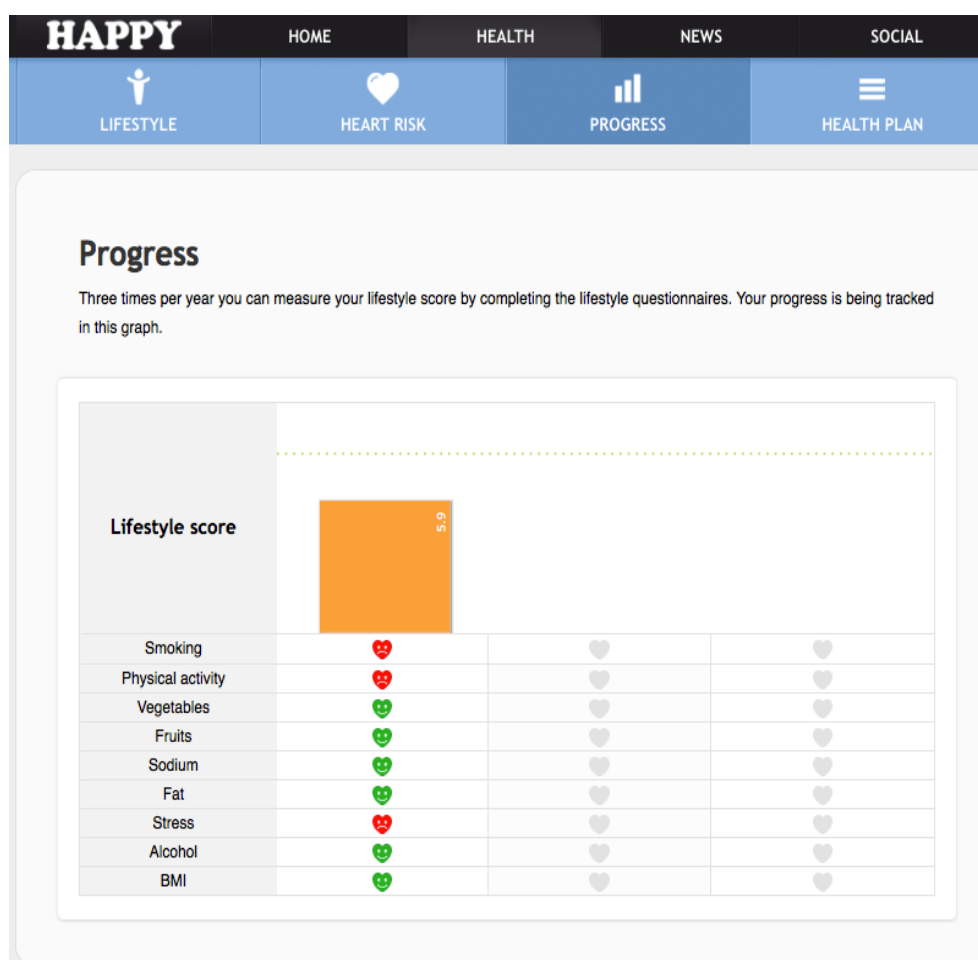 HAPPY HOME HEALTH NEWS SOCIAL
LIFESTYLE HEART RISK PROGRESS HEALTH PLAN
Progress
Three times per year you can measure your lifestyle score by completing the lifestyle questionnaires. Your progress is being tracked
in this graph.
5.9
Lifestyle score
Smoking
Physical activity
Vegetables
Fruits
Sodium
Fat
Stress
Alcohol
BMI